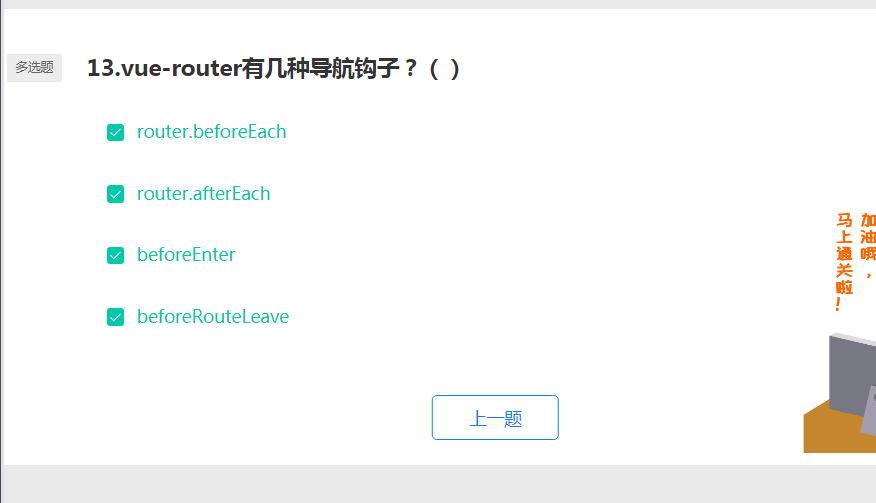 多选题
13.vue-router有几种导航钩子？( )
router.beforeEach
router.afterEach
beforeEnter
beforeRouteLeave
上一题
加油哦，
马上通关啦！